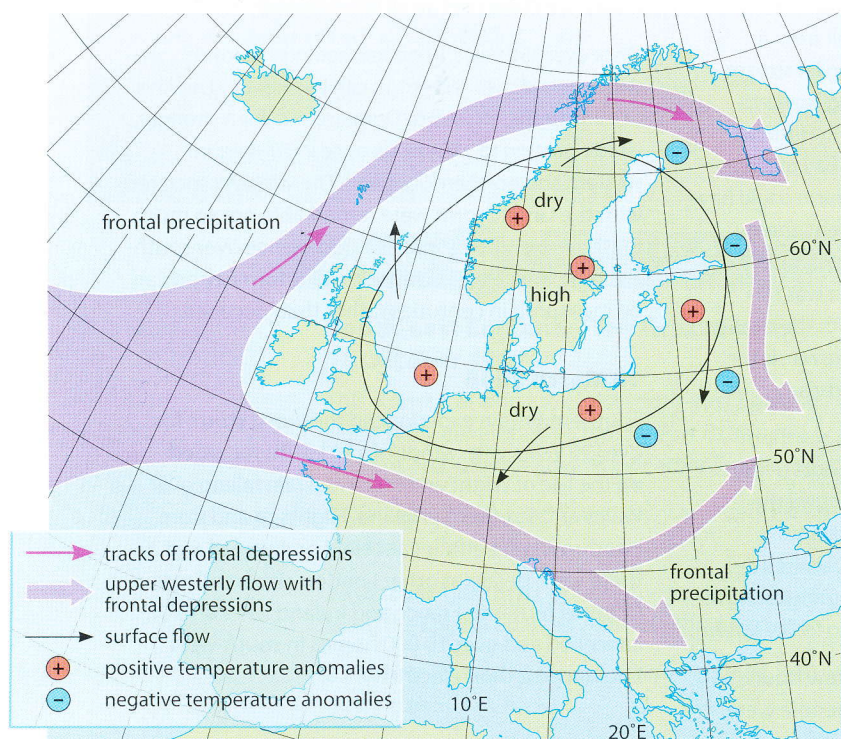 frontal precipitation
dry
high
dry
60°N
50°N
frontal
precipitation
40°N
10°E
20°E
tracks of frontal depressions
upper westerly flow with
frontal depressions
surface flow
+ positive temperature anomalies
− negative temperature anomalies